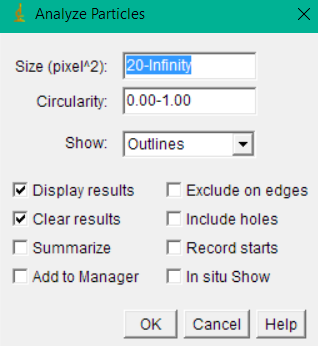 Analyze Particles
Size (pixel^2): 20-Infinity
Circularity: 0.00-1.00
Show: Outlines
Display results Exclude on edges
Clear results Include holes
Summarize Record starts
Add to Manager In situ Show
OK Cancel Help